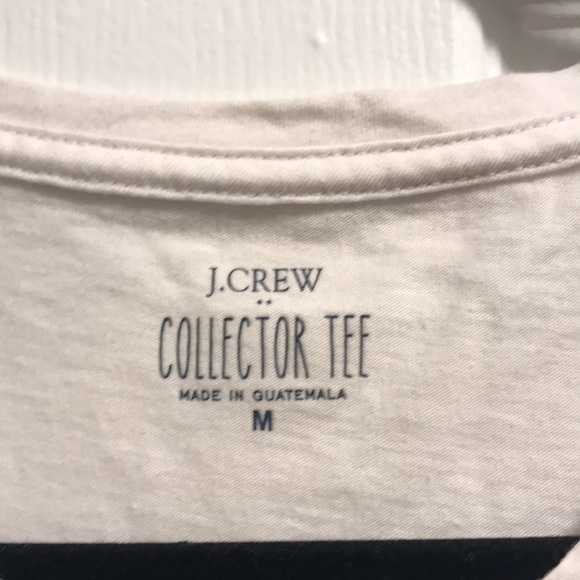 J.CREW
COLLECTOR TEE
MADE IN GUATEMALA
M